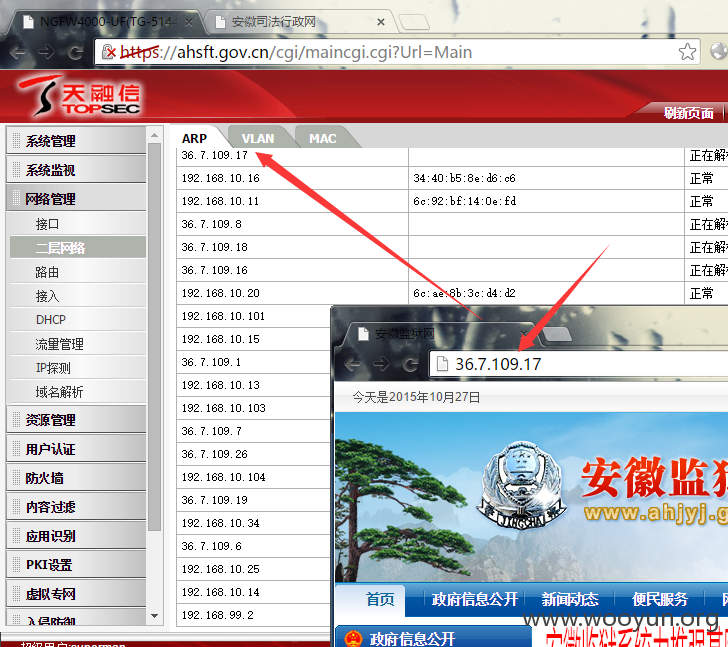 NGFW4000-UF(TG-514
安徽司法行政网
https://ahsft.gov.cn/cgi/maincgi.cgi?Url=Main
天融信
TOPSEC
刷新页面
系统管理
系统监视
网络管理
接口
二层网络
路由
接入
DHCP
流量管理
IP探测
域名解析
资源管理
用户认证
防火墙
内容过滤
应用识别
PKI设置
虚拟专网
入侵防御
超级用户:superman
ARP VLAN MAC
36.7.109.17 正在解
192.168.10.16 34:40:b5:8e:d6:c6 正常
192.168.10.11 6c:92:bf:14:0e:fd 正常
36.7.109.8 正在解
36.7.109.18 正在解
36.7.109.16 正在解
192.168.10.20 6c:ae:8b:3c:d4:d2 正常
192.168.10.101
192.168.10.15
36.7.109.1
192.168.10.13
192.168.10.103
36.7.109.7
36.7.109.26
192.168.10.104
36.7.109.19
192.168.10.34
36.7.109.6
192.168.10.25
192.168.10.14
192.168.99.2
安徽监狱网
36.7.109.17
今天是2015年10月27日
JINGCHA
安徽监狱
www.ahjyj.g
首页 政府信息公开 新闻动态 便民服务
www.wooyun.org
政府信息公开